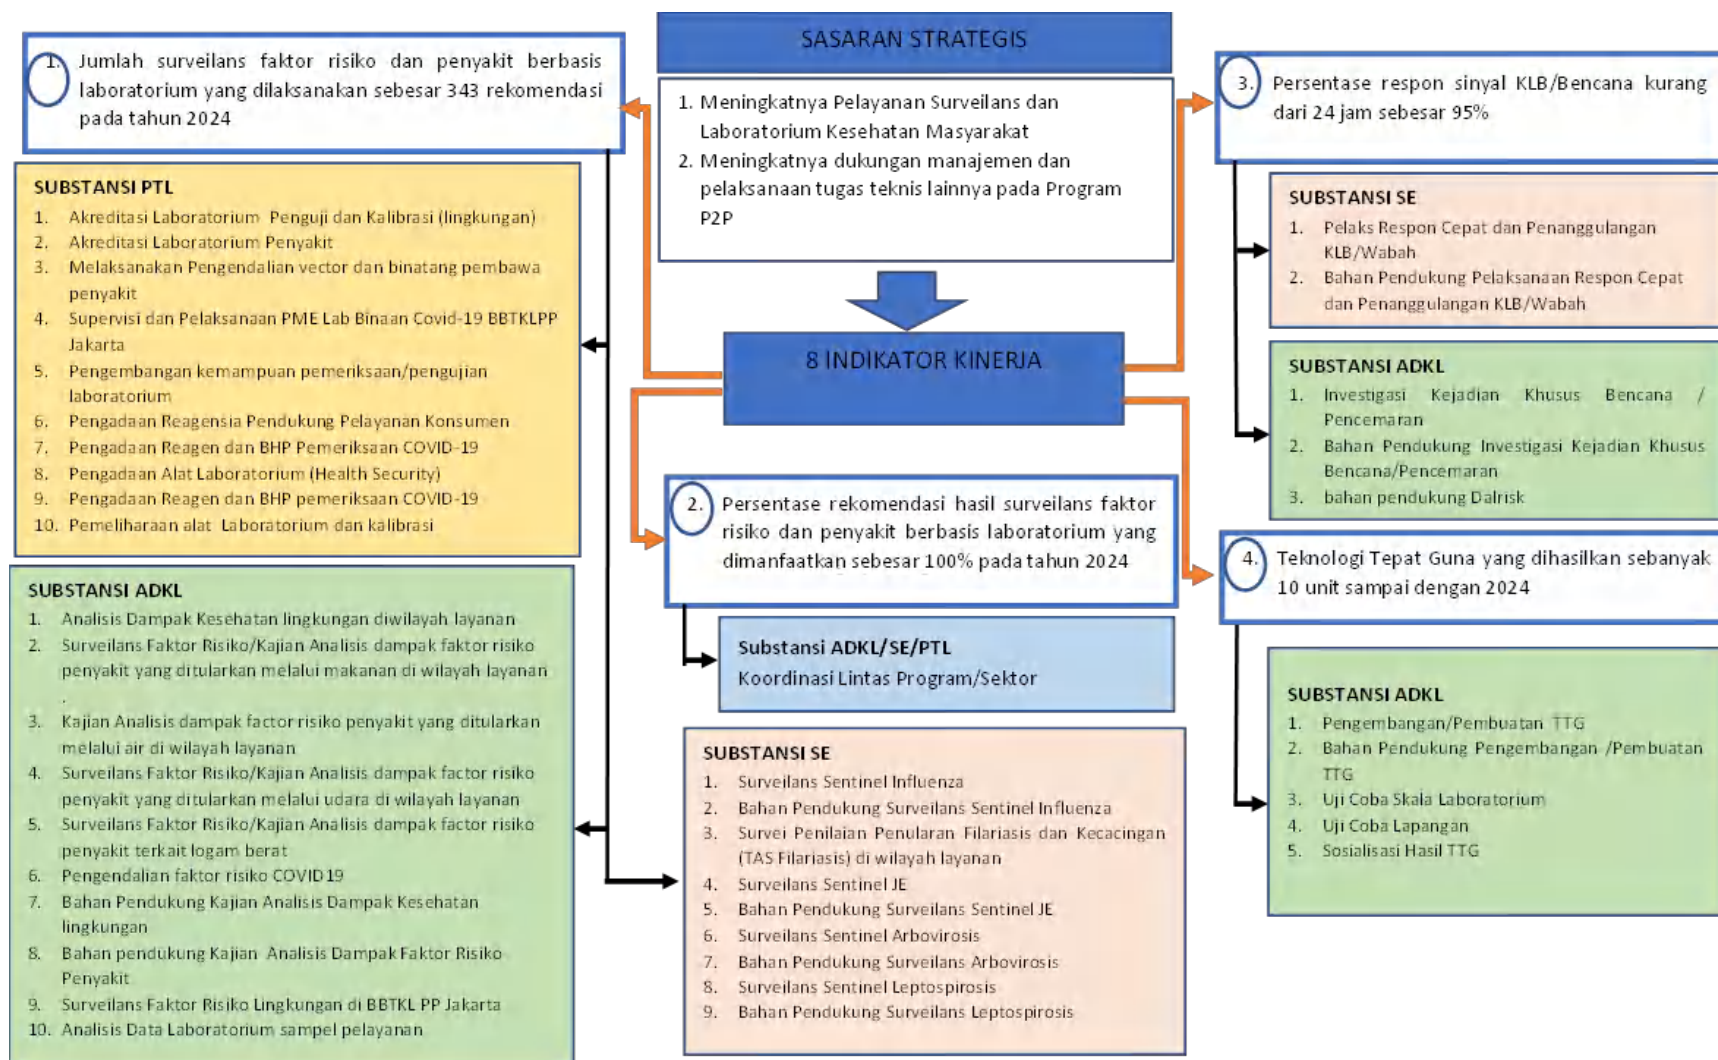 SASARAN STRATEGIS
1. Meningkatnya Pelayanan Surveilans dan
Laboratorium Kesehatan Masyarakat
2. Meningkatnya dukungan manajemen dan
pelaksanaan tugas teknis lainnya pada Program
P2P
8 INDIKATOR KINERJA
1. Jumlah surveilans faktor risiko dan penyakit berbasis
laboratorium yang dilaksanakan sebesar 343 rekomendasi
pada tahun 2024
SUBSTANSI PTL
1. Akreditasi Laboratorium Penguji dan Kalibrasi (lingkungan)
2. Akreditasi Laboratorium Penyakit
3. Melaksanakan Pengendalian vector dan binatang pembawa
penyakit
4. Supervisi dan Pelaksanaan PME Lab Binaan Covid-19 BBTKLPP
Jakarta
5. Pengembangan kemampuan pemeriksaan/pengujian
laboratorium
6. Pengadaan Reagensia Pendukung Pelayanan Konsumen
7. Pengadaan Reagen dan BHP Pemeriksaan COVID-19
8. Pengadaan Alat Laboratorium (Health Security)
9. Pengadaan Reagen dan BHP pemeriksaan COVID-19
10. Pemeliharaan alat Laboratorium dan kalibrasi
SUBSTANSI ADKL
1. Analisis Dampak Kesehatan lingkungan diwilayah layanan
2. Surveilans Faktor Risiko/Kajian Analisis dampak faktor risiko
penyakit yang ditularkan melalui makanan di wilayah layanan
.
3. Kajian Analisis dampak factor risiko penyakit yang ditularkan
melalui air di wilayah layanan
4. Surveilans Faktor Risiko/Kajian Analisis dampak factor risiko
penyakit yang ditularkan melalui udara di wilayah layanan
5. Surveilans Faktor Risiko/Kajian Analisis dampak factor risiko
penyakit terkait logam berat
6. Pengendalian faktor risiko COVID19
7. Bahan Pendukung Kajian Analisis Dampak Kesehatan
lingkungan
8. Bahan pendukung Kajian Analisis Dampak Faktor Risiko
Penyakit
9. Surveilans Faktor Risiko Lingkungan di BBTKL PP Jakarta
10. Analisis Data Laboratorium sampel pelayanan
2. Persentase rekomendasi hasil surveilans faktor
risiko dan penyakit berbasis laboratorium yang
dimanfaatkan sebesar 100% pada tahun 2024
Substansi ADKL/SE/PTL
Koordinasi Lintas Program/Sektor
SUBSTANSI SE
1. Surveilans Sentinel Influenza
2. Bahan Pendukung Surveilans Sentinel Influenza
3. Survei Penilaian Penularan Filariasis dan Kecacingan
(TAS Filariasis) di wilayah layanan
4. Surveilans Sentinel JE
5. Bahan Pendukung Surveilans Sentinel JE
6. Surveilans Sentinel Arbovirosis
7. Bahan Pendukung Surveilans Arbovirosis
8. Surveilans Sentinel Leptospirosis
9. Bahan Pendukung Surveilans Leptospirosis
3. Persentase respon sinyal KLB/Bencana kurang
dari 24 jam sebesar 95%
SUBSTANSI SE
1. Pelaks Respon Cepat dan Penanggulangan
KLB/Wabah
2. Bahan Pendukung Pelaksanaan Respon Cepat
dan Penanggulangan KLB/Wabah
SUBSTANSI ADKL
1. Investigasi Kejadian Khusus Bencana /
Pencemaran
2. Bahan Pendukung Investigasi Kejadian Khusus
Bencana/Pencemaran
3. bahan pendukung Dalrisk
4. Teknologi Tepat Guna yang dihasilkan sebanyak
10 unit sampai dengan 2024
SUBSTANSI ADKL
1. Pengembangan/Pembuatan TTG
2. Bahan Pendukung Pengembangan /Pembuatan
TTG
3. Uji Coba Skala Laboratorium
4. Uji Coba Lapangan
5. Sosialisasi Hasil TTG